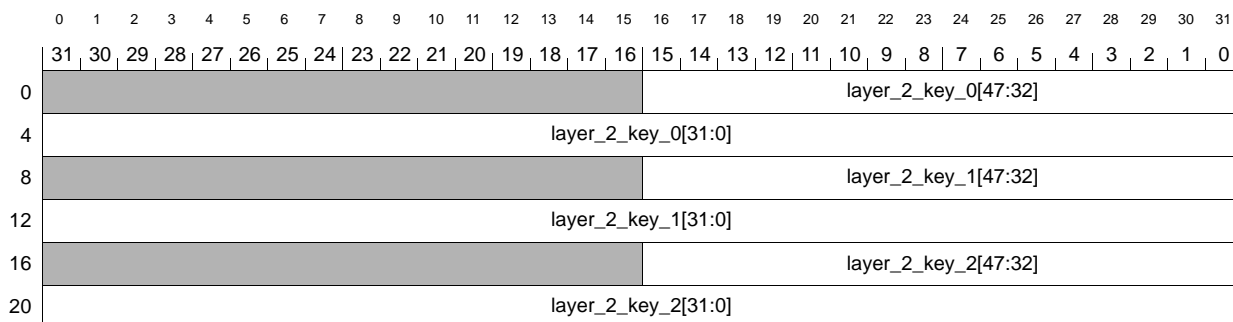 0 1 2 3 4 5 6 7 8 9 10 11 12 13 14 15 16 17 18 19 20 21 22 23 24 25 26 27 28 29 30 31
31 30 29 28 27 26 25 24 23 22 21 20 19 18 17 16 15 14 13 12 11 10 9 8 7 6 5 4 3 2 1 0
0 layer_2_key_0[47:32]
4 layer_2_key_0[31:0]
8 layer_2_key_1[47:32]
12 layer_2_key_1[31:0]
16 layer_2_key_2[47:32]
20 layer_2_key_2[31:0]